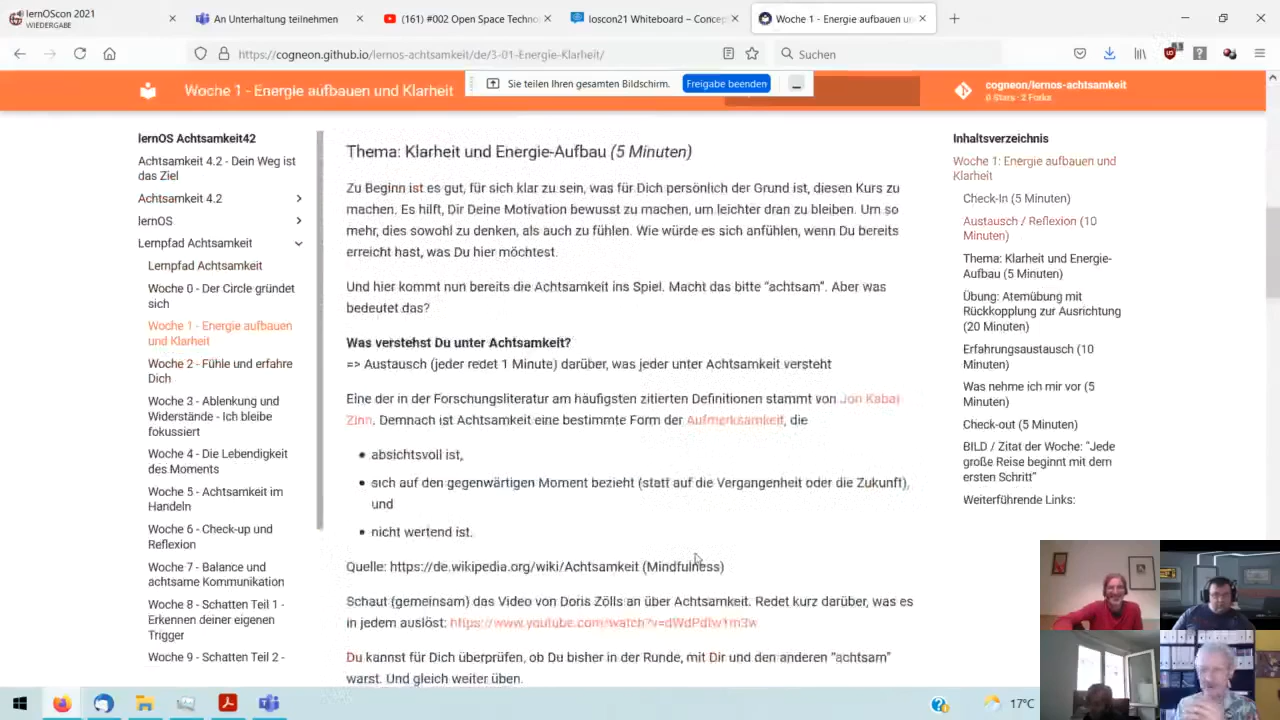 lernOScon 2021
WIEDERGABE
An Unterhaltung teilnehmen
(161) #002 Open Space Techno
loscon21 Whiteboard – Concep
Woche 1 - Energie aufbauen un
https://cogneon.github.io/lernos-achtsamkeit/de/3-01-Energie-Klarheit/
Suchen
Woche 1 - Energie aufbauen und Klarheit
Sie teilen Ihren gesamten Bildschirm.
Freigabe beenden
cogneon/lernos-achtsamkeit
0 Stars · 2 Forks
lernOS Achtsamkeit42
Achtsamkeit 4.2 - Dein Weg ist
das Ziel
Achtsamkeit 4.2
lernOS
Lernpfad Achtsamkeit
Lernpfad Achtsamkeit
Woche 0 - Der Circle gründet
sich
Woche 1 - Energie aufbauen
und Klarheit
Woche 2 - Fühle und erfahre
Dich
Woche 3 - Ablenkung und
Widerstände - Ich bleibe
fokussiert
Woche 4 - Die Lebendigkeit
des Moments
Woche 5 - Achtsamkeit im
Handeln
Woche 6 - Check-up und
Reflexion
Woche 7 - Balance und
achtsame Kommunikation
Woche 8 - Schatten Teil 1 -
Erkennen deiner eigenen
Trigger
Woche 9 - Schatten Teil 2 -
Thema: Klarheit und Energie-Aufbau (5 Minuten)
Zu Beginn ist es gut, für sich klar zu sein, was für Dich persönlich der Grund ist, diesen Kurs zu
machen. Es hilft, Dir Deine Motivation bewusst zu machen, um leichter dran zu bleiben. Um so
mehr, dies sowohl zu denken, als auch zu fühlen. Wie würde es sich anfühlen, wenn Du bereits
erreicht hast, was Du hier möchtest.
Und hier kommt nun bereits die Achtsamkeit ins Spiel. Macht das bitte “achtsam”. Aber was
bedeutet das?
Was verstehst Du unter Achtsamkeit?
=> Austausch (jeder redet 1 Minute) darüber, was jeder unter Achtsamkeit versteht
Eine der in der Forschungsliteratur am häufigsten zitierten Definitionen stammt von Jon Kabat
Zinn. Demnach ist Achtsamkeit eine bestimmte Form der Aufmerksamkeit, die
• absichtsvoll ist,
• sich auf den gegenwärtigen Moment bezieht (statt auf die Vergangenheit oder die Zukunft),
und
• nicht wertend ist.
Quelle: https://de.wikipedia.org/wiki/Achtsamkeit (Mindfulness)
Schaut (gemeinsam) das Video von Doris Zölls an über Achtsamkeit. Redet kurz darüber, was es
in jedem auslöst: https://www.youtube.com/watch?v=dWdPdlw1m3w
Du kannst für Dich überprüfen, ob Du bisher in der Runde, mit Dir und den anderen “achtsam”
warst. Und gleich weiter üben.
Inhaltsverzeichnis
Woche 1: Energie aufbauen und
Klarheit
Check-In (5 Minuten)
Austausch / Reflexion (10
Minuten)
Thema: Klarheit und Energie-
Aufbau (5 Minuten)
Übung: Atemübung mit
Rückkopplung zur Ausrichtung
(20 Minuten)
Erfahrungsaustausch (10
Minuten)
Was nehme ich mir vor (5
Minuten)
Check-out (5 Minuten)
BILD / Zitat der Woche: “Jede
große Reise beginnt mit dem
ersten Schritt”
Weiterführende Links:
17°C